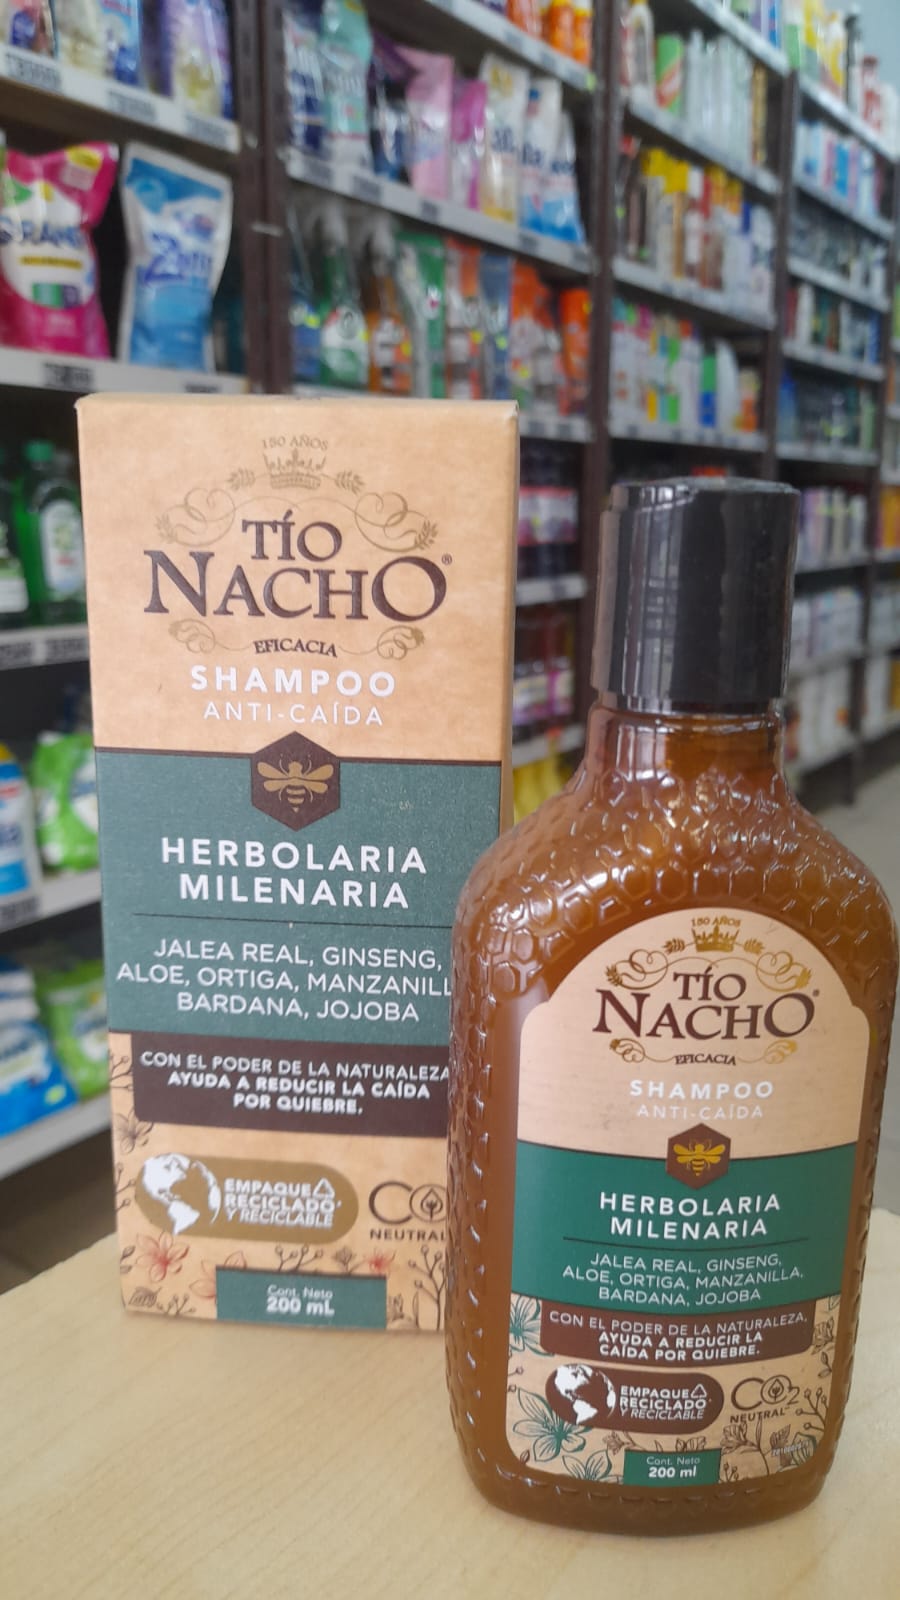 150 AÑOS
TÍO
NACHO®
EFICACIA
SHAMPOO
ANTI-CAÍDA
HERBOLARIA
MILENARIA
JALEA REAL, GINSENG,
ALOE, ORTIGA, MANZANILL
BARDANA, JOJOBA
CON EL PODER DE LA NATURALEZA
AYUDA A REDUCIR LA CAÍDA
POR QUIEBRE.
EMPAQUE
RECICLADO
Y RECICLABLE
CO
NEUTRAL
Cont. Neto
200 mL
150 AÑOS
TÍO
NACHO®
EFICACIA
SHAMPOO
ANTI-CAÍDA
HERBOLARIA
MILENARIA
JALEA REAL, GINSENG,
ALOE, ORTIGA, MANZANILLA,
BARDANA, JOJOBA
CON EL PODER DE LA NATURALEZA,
AYUDA A REDUCIR LA
CAÍDA POR QUIEBRE.
EMPAQUE
RECICLADO
Y RECICLABLE
CO2
NEUTRAL
Cont. Neto
200 ml